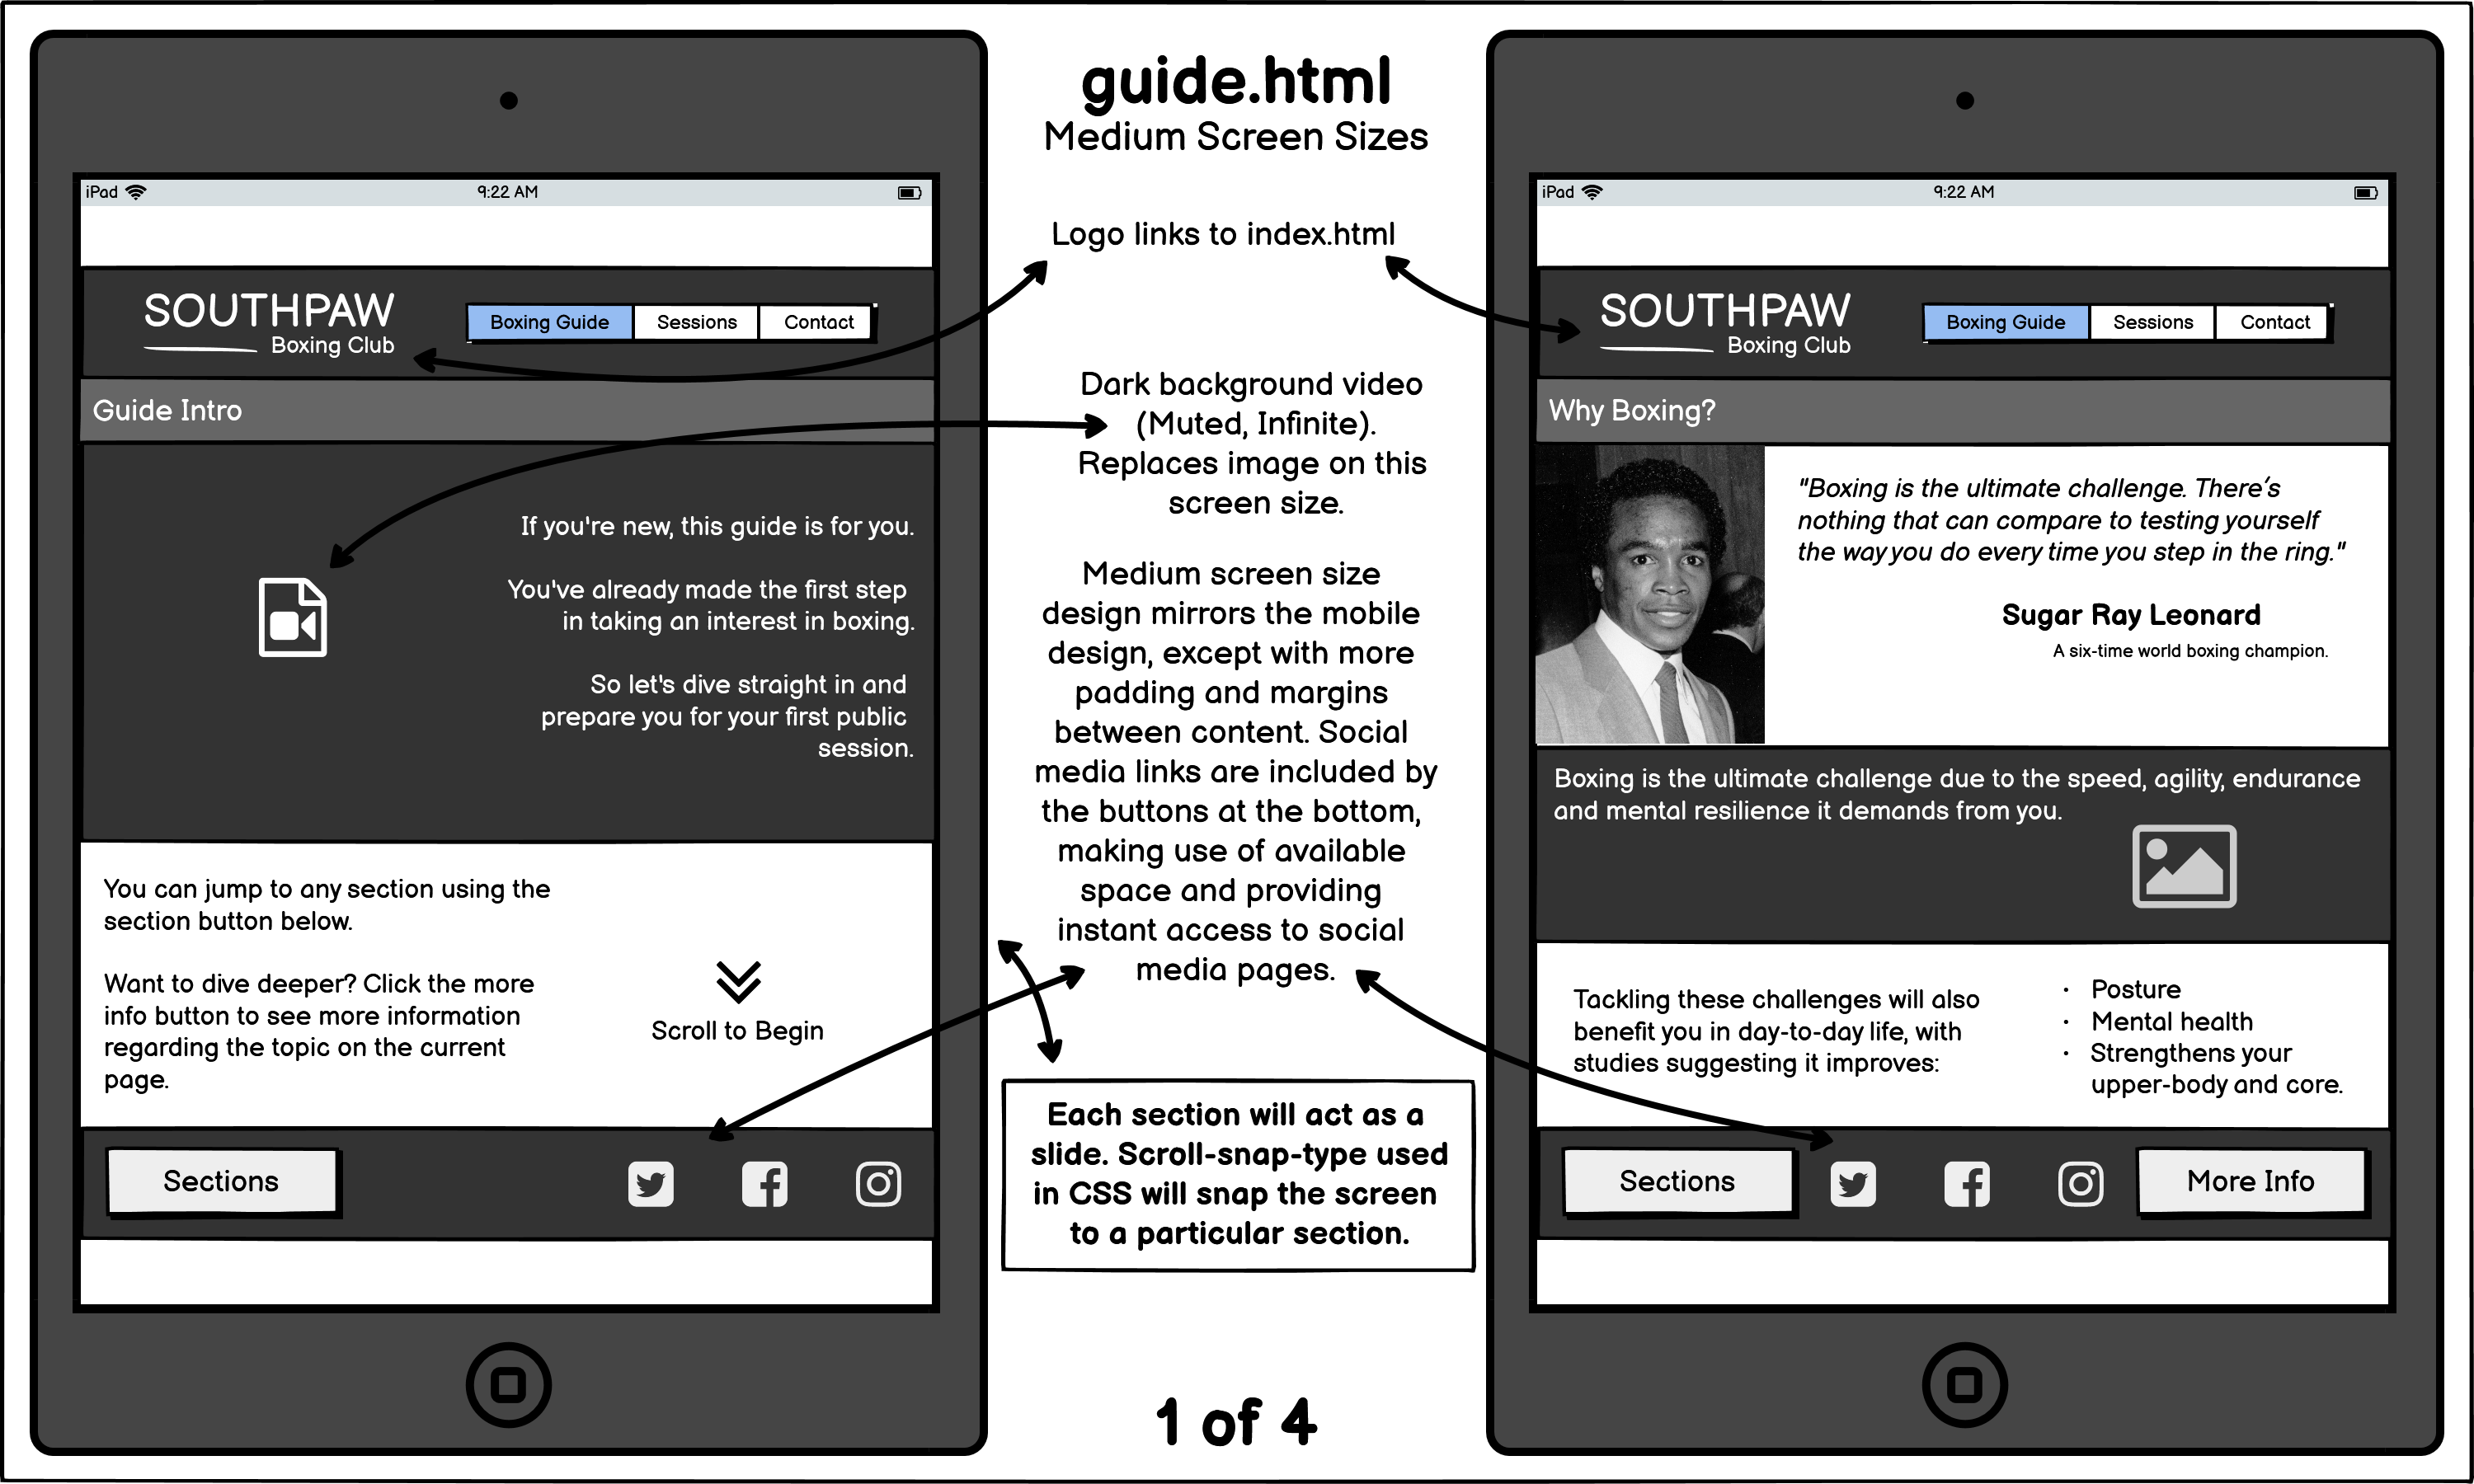 guide.html
Medium Screen Sizes
iPad
9:22 AM
SOUTHPAW
Boxing Club
Boxing Guide
Sessions
Contact
Guide Intro
If you're new, this guide is for you.
You've already made the first step
in taking an interest in boxing.
So let's dive straight in and
prepare you for your first public
session.
You can jump to any section using the
section button below.
Want to dive deeper? Click the more
info button to see more information
regarding the topic on the current
page.
Scroll to Begin
Sections
Logo links to index.html
Dark background video
(Muted, Infinite).
Replaces image on this
screen size.
Medium screen size
design mirrors the mobile
design, except with more
padding and margins
between content. Social
media links are included by
the buttons at the bottom,
making use of available
space and providing
instant access to social
media pages.
Each section will act as a
slide. Scroll-snap-type used
in CSS will snap the screen
to a particular section.
1 of 4
iPad
9:22 AM
SOUTHPAW
Boxing Club
Boxing Guide
Sessions
Contact
Why Boxing?
"Boxing is the ultimate challenge. There’s
nothing that can compare to testing yourself
the way you do every time you step in the ring."
Sugar Ray Leonard
A six-time world boxing champion.
Boxing is the ultimate challenge due to the speed, agility, endurance
and mental resilience it demands from you.
Tackling these challenges will also
benefit you in day-to-day life, with
studies suggesting it improves:
• Posture
• Mental health
• Strengthens your
upper-body and core.
Sections
More Info